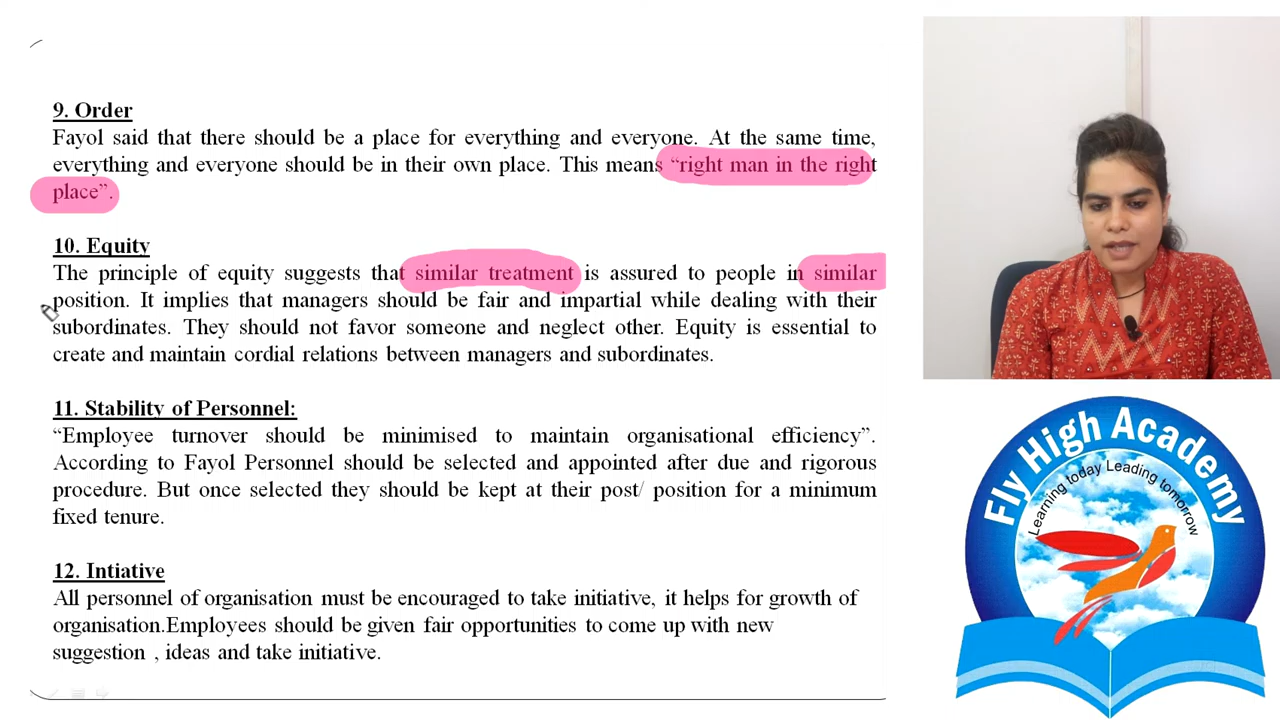 9. Order
Fayol said that there should be a place for everything and everyone. At the same time,
everything and everyone should be in their own place. This means “right man in the right
place”.
10. Equity
The principle of equity suggests that similar treatment is assured to people in similar
position. It implies that managers should be fair and impartial while dealing with their
subordinates. They should not favor someone and neglect other. Equity is essential to
create and maintain cordial relations between managers and subordinates.
11. Stability of Personnel:
“Employee turnover should be minimised to maintain organisational efficiency”.
According to Fayol Personnel should be selected and appointed after due and rigorous
procedure. But once selected they should be kept at their post/ position for a minimum
fixed tenure.
12. Intiative
All personnel of organisation must be encouraged to take initiative, it helps for growth of
organisation.Employees should be given fair opportunities to come up with new
suggestion , ideas and take initiative.
Fly High Academy
Learning today Leading tomorrow